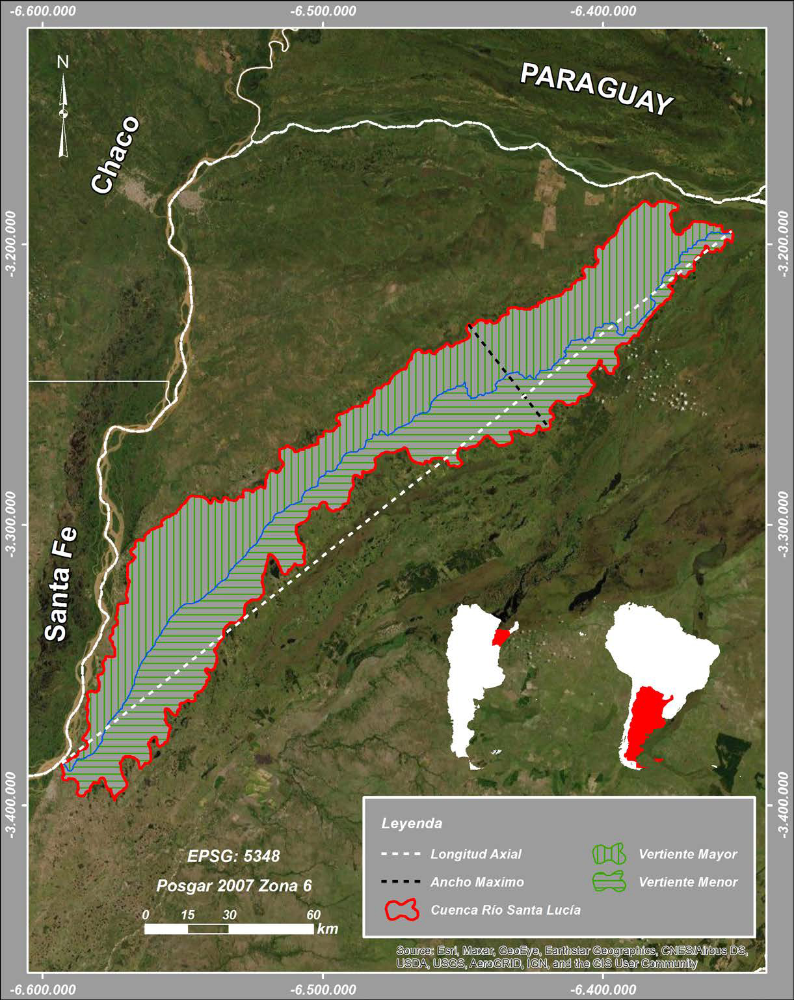 -6.600.000
-6.500.000
-6.400.000
N
PARAGUAY
Chaco
-3.200.000
-3.200.000
-3.300.000
-3.300.000
Santa Fe
-3.400.000
-3.400.000
Leyenda
Longitud Axial
Vertiente Mayor
Ancho Maximo
Vertiente Menor
Cuenca Río Santa Lucía
EPSG: 5348
Posgar 2007 Zona 6
0 15 30 60
km
Source: Esri, Maxar, GeoEye, Earthstar Geographics, CNES/Airbus DS,
USDA, USGS, AeroGRID, IGN, and the GIS User Community
-6.600.000
-6.500.000
-6.400.000